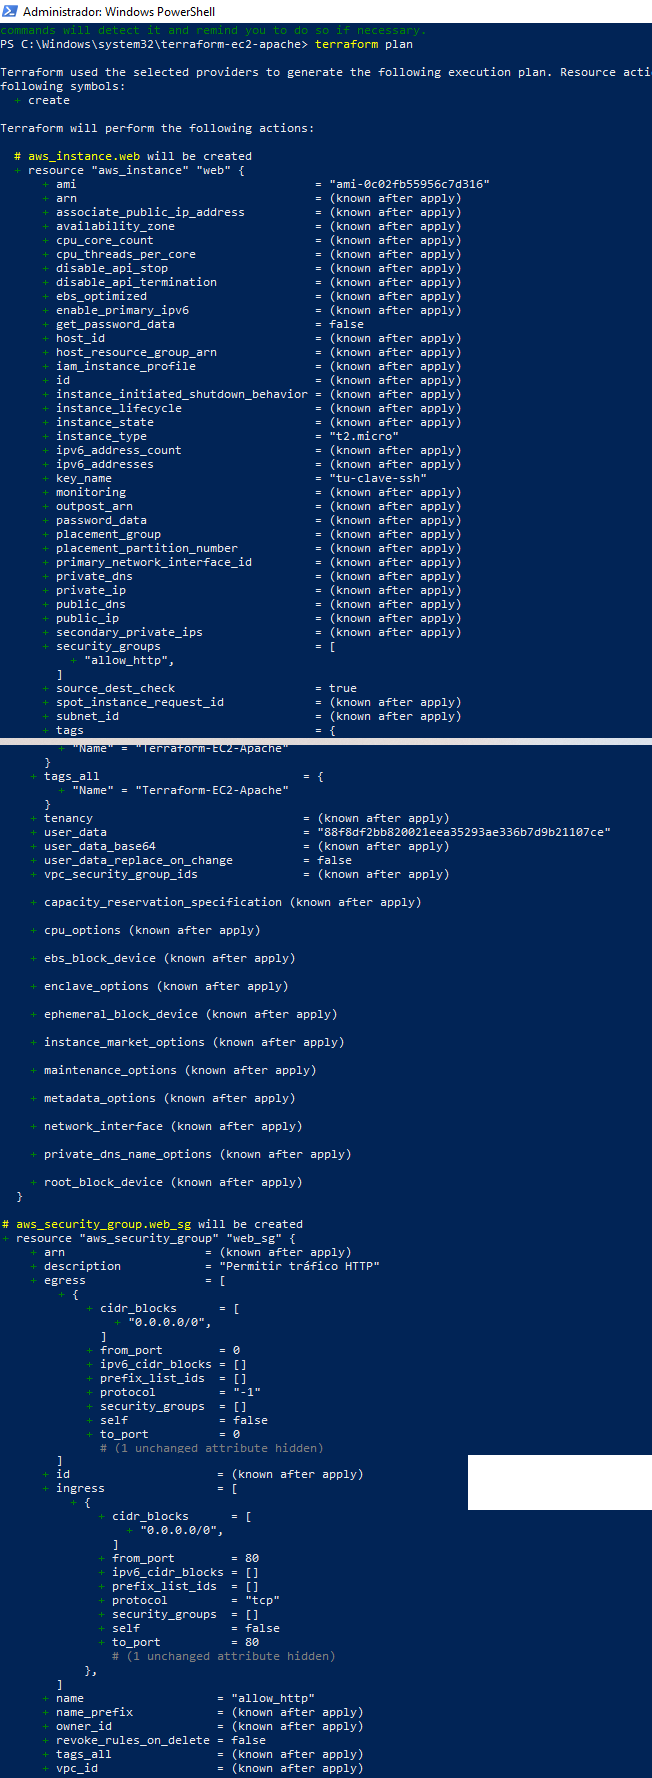 Administrador: Windows PowerShell
commands will detect it and remind you to do so if necessary.
PS C:\Windows\system32\terraform-ec2-apache> terraform plan
Terraform used the selected providers to generate the following execution plan. Resource acti
following symbols:
+ create
Terraform will perform the following actions:
# aws_instance.web will be created
+ resource "aws_instance" "web" {
+ ami = "ami-0c02fb55956c7d316"
+ arn = (known after apply)
+ associate_public_ip_address = (known after apply)
+ availability_zone = (known after apply)
+ cpu_core_count = (known after apply)
+ cpu_threads_per_core = (known after apply)
+ disable_api_stop = (known after apply)
+ disable_api_termination = (known after apply)
+ ebs_optimized = (known after apply)
+ enable_primary_ipv6 = (known after apply)
+ get_password_data = false
+ host_id = (known after apply)
+ host_resource_group_arn = (known after apply)
+ iam_instance_profile = (known after apply)
+ id = (known after apply)
+ instance_initiated_shutdown_behavior = (known after apply)
+ instance_lifecycle = (known after apply)
+ instance_state = (known after apply)
+ instance_type = "t2.micro"
+ ipv6_address_count = (known after apply)
+ ipv6_addresses = (known after apply)
+ key_name = "tu-clave-ssh"
+ monitoring = (known after apply)
+ outpost_arn = (known after apply)
+ password_data = (known after apply)
+ placement_group = (known after apply)
+ placement_partition_number = (known after apply)
+ primary_network_interface_id = (known after apply)
+ private_dns = (known after apply)
+ private_ip = (known after apply)
+ public_dns = (known after apply)
+ public_ip = (known after apply)
+ secondary_private_ips = (known after apply)
+ security_groups = [
+ "allow_http",
]
+ source_dest_check = true
+ spot_instance_request_id = (known after apply)
+ subnet_id = (known after apply)
+ tags = {
+ "Name" = "Terraform-EC2-Apache"
}
+ tags_all = {
+ "Name" = "Terraform-EC2-Apache"
}
+ tenancy = (known after apply)
+ user_data = "88f8df2bb820021eea35293ae336b7d9b21107ce"
+ user_data_base64 = (known after apply)
+ user_data_replace_on_change = false
+ vpc_security_group_ids = (known after apply)
+ capacity_reservation_specification (known after apply)
+ cpu_options (known after apply)
+ ebs_block_device (known after apply)
+ enclave_options (known after apply)
+ ephemeral_block_device (known after apply)
+ instance_market_options (known after apply)
+ maintenance_options (known after apply)
+ metadata_options (known after apply)
+ network_interface (known after apply)
+ private_dns_name_options (known after apply)
+ root_block_device (known after apply)
}
# aws_security_group.web_sg will be created
+ resource "aws_security_group" "web_sg" {
+ arn = (known after apply)
+ description = "Permitir tráfico HTTP"
+ egress = [
+ {
+ cidr_blocks = [
+ "0.0.0.0/0",
]
+ from_port = 0
+ ipv6_cidr_blocks = []
+ prefix_list_ids = []
+ protocol = "-1"
+ security_groups = []
+ self = false
+ to_port = 0
# (1 unchanged attribute hidden)
]
+ id = (known after apply)
+ ingress = [
+ {
+ cidr_blocks = [
+ "0.0.0.0/0",
]
+ from_port = 80
+ ipv6_cidr_blocks = []
+ prefix_list_ids = []
+ protocol = "tcp"
+ security_groups = []
+ self = false
+ to_port = 80
# (1 unchanged attribute hidden)
},
]
+ name = "allow_http"
+ name_prefix = (known after apply)
+ owner_id = (known after apply)
+ revoke_rules_on_delete = false
+ tags_all = (known after apply)
+ vpc_id = (known after apply)